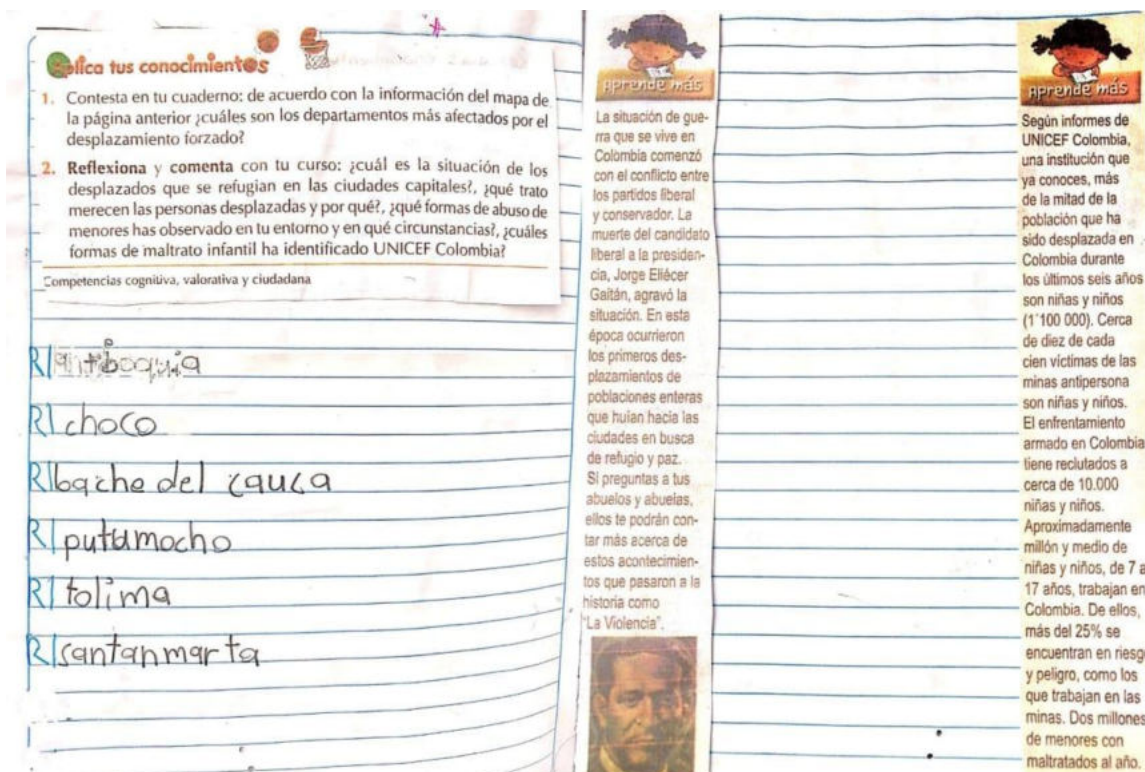 aplica tus conocimientos
1. Contesta en tu cuaderno: de acuerdo con la información del mapa de
la página anterior ¿cuáles son los departamentos más afectados por el
desplazamiento forzado?
2. Reflexiona y comenta con tu curso: ¿cuál es la situación de los
desplazados que se refugian en las ciudades capitales?, ¿qué trato
merecen las personas desplazadas y por qué?, ¿qué formas de abuso de
menores has observado en tu entorno y en qué circunstancias?, ¿cuáles
formas de maltrato infantil ha identificado UNICEF Colombia?
Competencias cognitiva, valorativa y ciudadana
R/ antioquia
R/ choco
R/ bache del cauca
R/ putumocho
R/ tolima
R/ santanmarta
aprende más
La situación de gue-
rra que se vive en
Colombia comenzó
con el conflicto entre
los partidos liberal
y conservador. La
muerte del candidato
liberal a la presiden-
cia, Jorge Eliécer
Gaitán, agravó la
situación. En esta
época ocurrieron
los primeros des-
plazamientos de
poblaciones enteras
que huían hacia las
ciudades en busca
de refugio y paz.
Si preguntas a tus
abuelos y abuelas,
ellos te podrán con-
tar más acerca de
estos acontecimien-
tos que pasaron a la
historia como
"La Violencia".
aprende más
Según informes de
UNICEF Colombia,
una institución que
ya conoces, más
de la mitad de la
población que ha
sido desplazada en
Colombia durante
los últimos seis años
son niñas y niños
(1´100 000). Cerca
de diez de cada
cien víctimas de las
minas antipersona
son niñas y niños.
El enfrentamiento
armado en Colombia
tiene reclutados a
cerca de 10.000
niñas y niños.
Aproximadamente
millón y medio de
niñas y niños, de 7 a
17 años, trabajan en
Colombia. De ellos,
más del 25% se
encuentran en riesgo
y peligro, como los
que trabajan en las
minas. Dos millones
de menores con
maltratados al año.